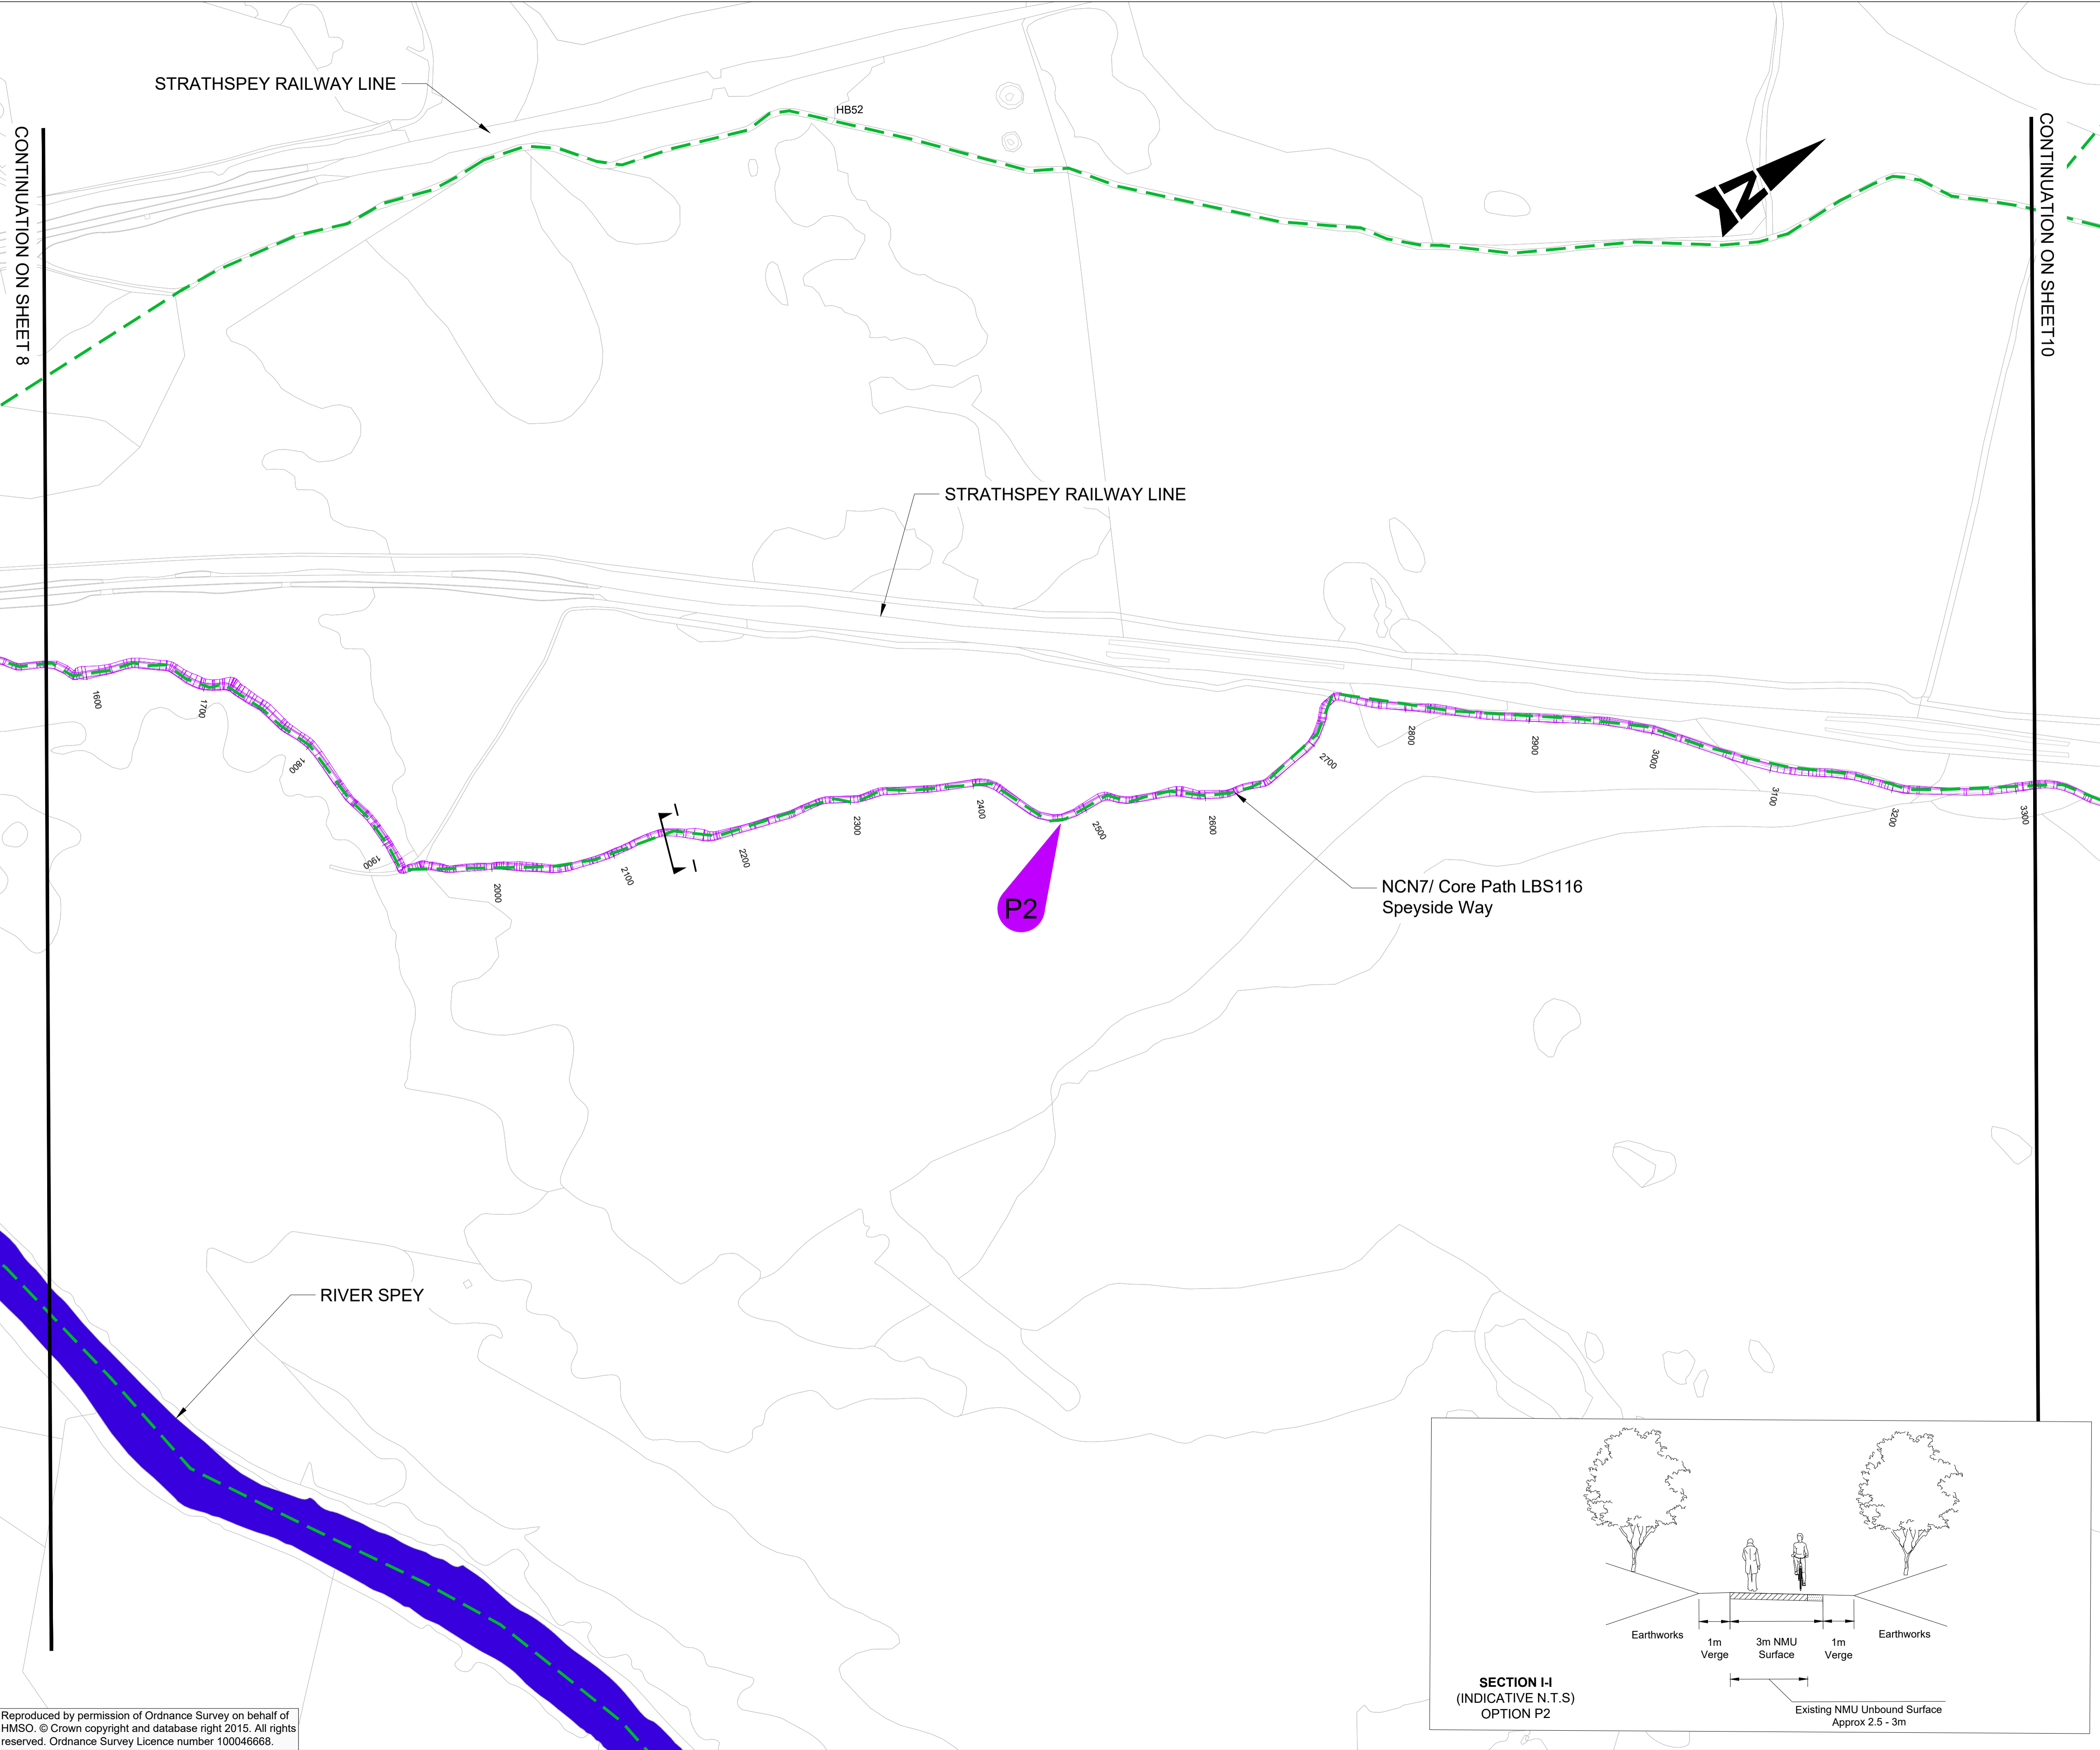 STRATHSPEY RAILWAY LINE
HB52
CONTINUATION ON SHEET 8
CONTINUATION ON SHEET10
N
STRATHSPEY RAILWAY LINE
1600
1700
1800
1900
2000
2100
2200
2300
2400
2500
2600
2700
2800
2900
3000
3100
3200
3300
I
I
P2
NCN7/ Core Path LBS116
Speyside Way
RIVER SPEY
Earthworks
1m
Verge
3m NMU
Surface
1m
Verge
Earthworks
SECTION I-I
(INDICATIVE N.T.S)
OPTION P2
Existing NMU Unbound Surface
Approx 2.5 - 3m
Reproduced by permission of Ordnance Survey on behalf of
HMSO. © Crown copyright and database right 2015. All rights
reserved. Ordnance Survey Licence number 100046668.